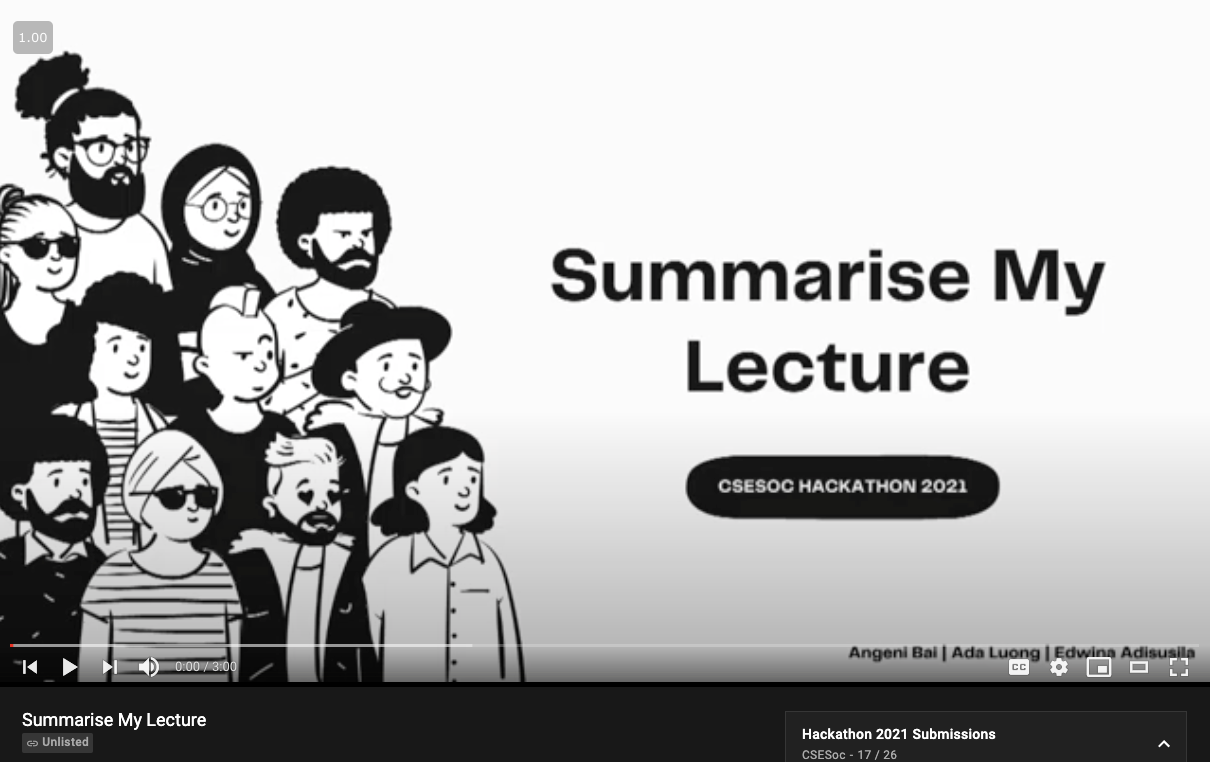 1.00
Summarise My
Lecture
CSESOC HACKATHON 2021
Angeni Bai | Ada Luong | Edwina Adisusila
0:00 / 3:00
CC
Summarise My Lecture
Unlisted
Hackathon 2021 Submissions
CSESoc - 17 / 26